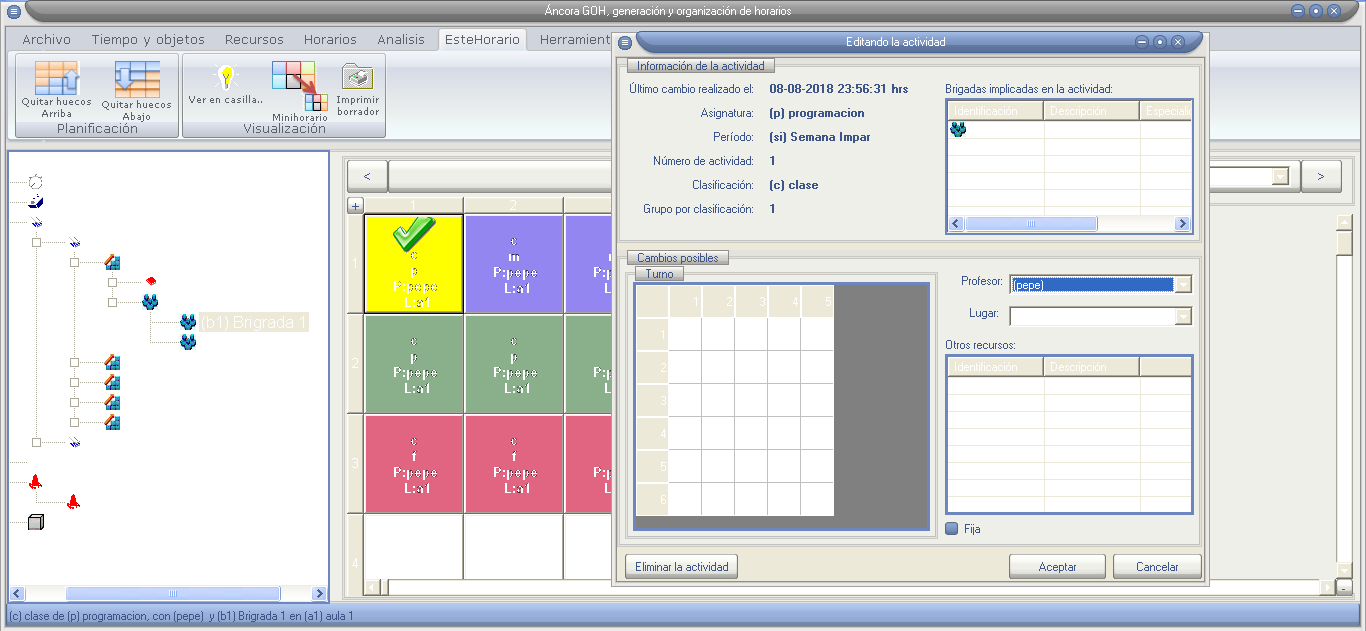 Áncora GOH, generación y organización de horarios
Archivo Tiempo y objetos Recursos Horarios Analisis EsteHorario Herramient
Quitar huecos Arriba
Quitar huecos Abajo
Planificación
Ver en casilla..
Minihorario
Imprimir borrador
Visualización
(b1) Brigrada 1
<
>
+
1 2
1
c
p
P:pepe
L:a1
c
m
P:pepe
L:a1
P:
L:
2
c
p
P:pepe
L:a1
c
p
P:pepe
L:a1
P:
L:
3
c
f
P:pepe
L:a1
c
f
P:pepe
L:a1
P:
L:
4
Editando la actividad
Información de la actividad
Último cambio realizado el: 08-08-2018 23:56:31 hrs
Asignatura: (p) programacion
Período: (si) Semana Impar
Número de actividad: 1
Clasificación: (c) clase
Grupo por clasificación: 1
Brigadas implicadas en la actividad:
Identificación Descripción Especialid
Cambios posibles
Turno
1 2 3 4 5
1
2
3
4
5
6
Profesor: (pepe)
Lugar:
Otros recursos:
Identificación Descripción
Fija
Eliminar la actividad
Aceptar
Cancelar
(c) clase de (p) programacion, con (pepe) y (b1) Brigada 1 en (a1) aula 1